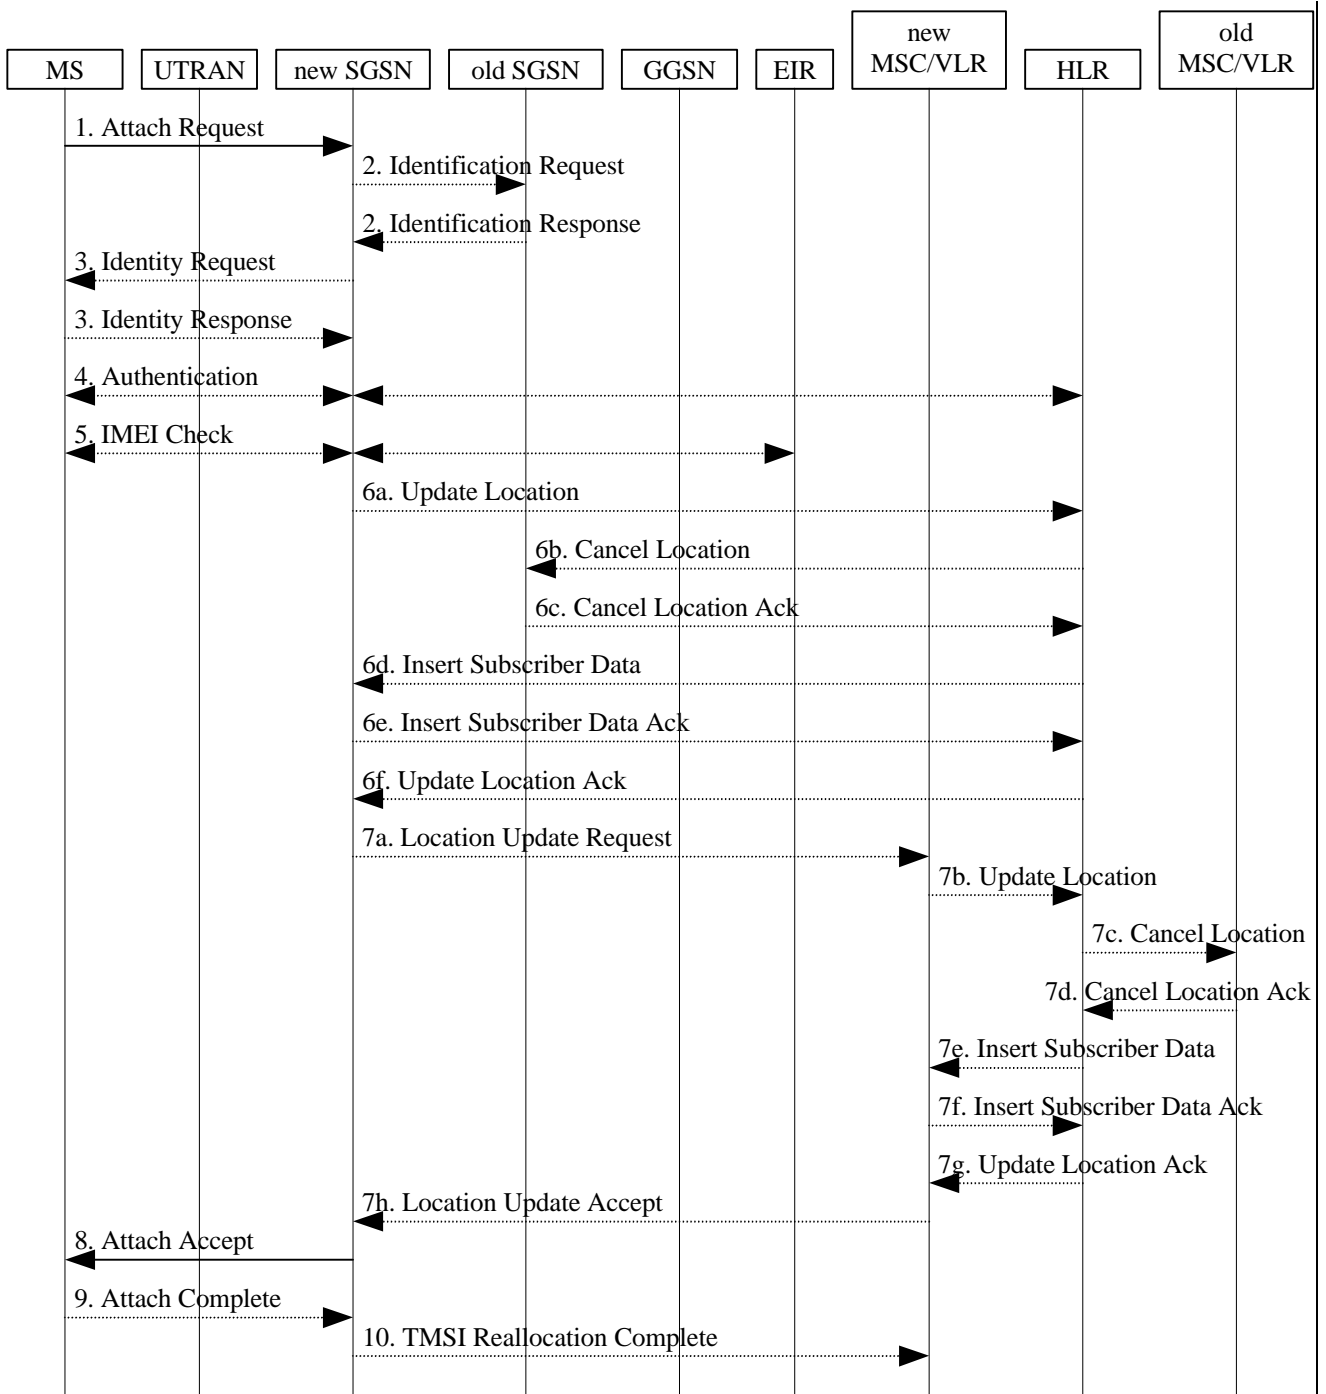 new
MSC/VLR
old
MSC/VLR
MS
UTRAN
new SGSN
old SGSN
GGSN
EIR
HLR
1. Attach Request
2. Identification Request
2. Identification Response
3. Identity Request
3. Identity Response
4. Authentication
5. IMEI Check
6a. Update Location
6b. Cancel Location
6c. Cancel Location Ack
6d. Insert Subscriber Data
6e. Insert Subscriber Data Ack
6f. Update Location Ack
7a. Location Update Request
7b. Update Location
7c. Cancel Location
7d. Cancel Location Ack
7e. Insert Subscriber Data
7f. Insert Subscriber Data Ack
7g. Update Location Ack
7h. Location Update Accept
8. Attach Accept
9. Attach Complete
10. TMSI Reallocation Complete